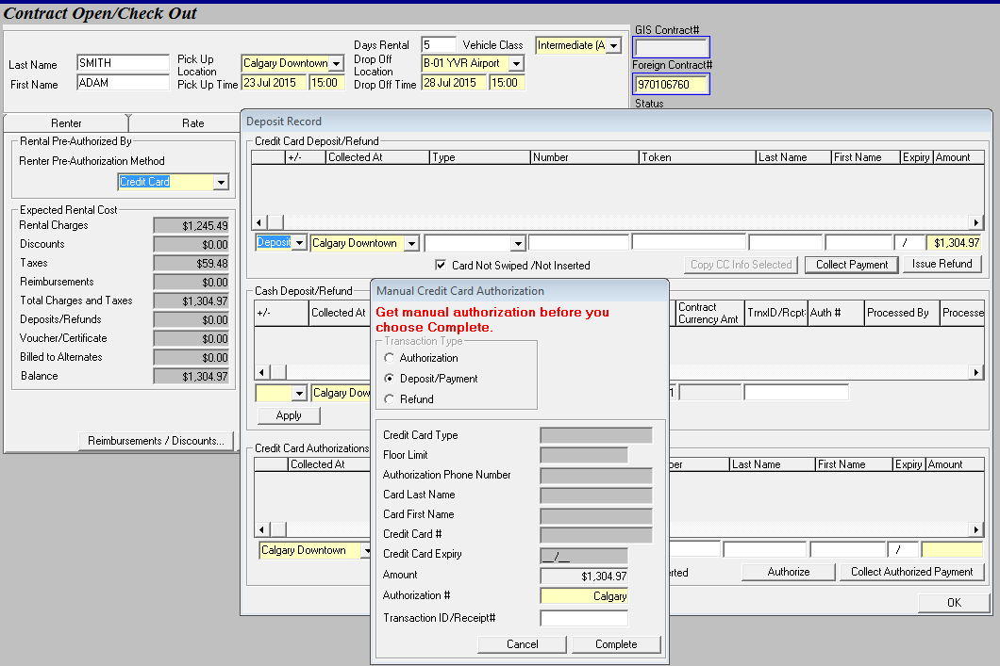 Contract Open/Check Out
GIS Contract#
Days Rental 5 Vehicle Class Intermediate (A
Last Name SMITH Pick Up Location Calgary Downtown Drop Off Location B-01 YVR Airport
Foreign Contract#
First Name ADAM Pick Up Time 23 Jul 2015 15:00 Drop Off Time 28 Jul 2015 15:00
970106760
Status
Renter Rate
Rental Pre-Authorized By
Renter Pre-Authorization Method
Credit Card
Expected Rental Cost
Rental Charges $1,245.49
Discounts $0.00
Taxes $59.48
Reimbursements $0.00
Total Charges and Taxes $1,304.97
Deposits/Refunds $0.00
Voucher/Certificate $0.00
Billed to Alternates $0.00
Balance $1,304.97
Reimbursements / Discounts...
Deposit Record
Credit Card Deposit/Refund
+/- Collected At Type Number Token Last Name First Name Expiry Amount
Deposit Calgary Downtown / $1,304.97
Card Not Swiped /Not Inserted Copy CC Info Selected Collect Payment Issue Refund
Cash Deposit/Refund
+/- Collected At Contract Currency Amt TrnxID/Rcpt Auth # Processed By Processe
Calgary Dow
Apply
Credit Card Authorizations
Collected At ber Last Name First Name Expiry Amount
Calgary Downtown /
erted Authorize Collect Authorized Payment
OK
Manual Credit Card Authorization
Get manual authorization before you
choose Complete.
Transaction Type
Authorization
Deposit/Payment
Refund
Credit Card Type
Floor Limit
Authorization Phone Number
Card Last Name
Card First Name
Credit Card #
Credit Card Expiry __/__
Amount $1,304.97
Authorization # Calgary
Transaction ID/Receipt#
Cancel Complete